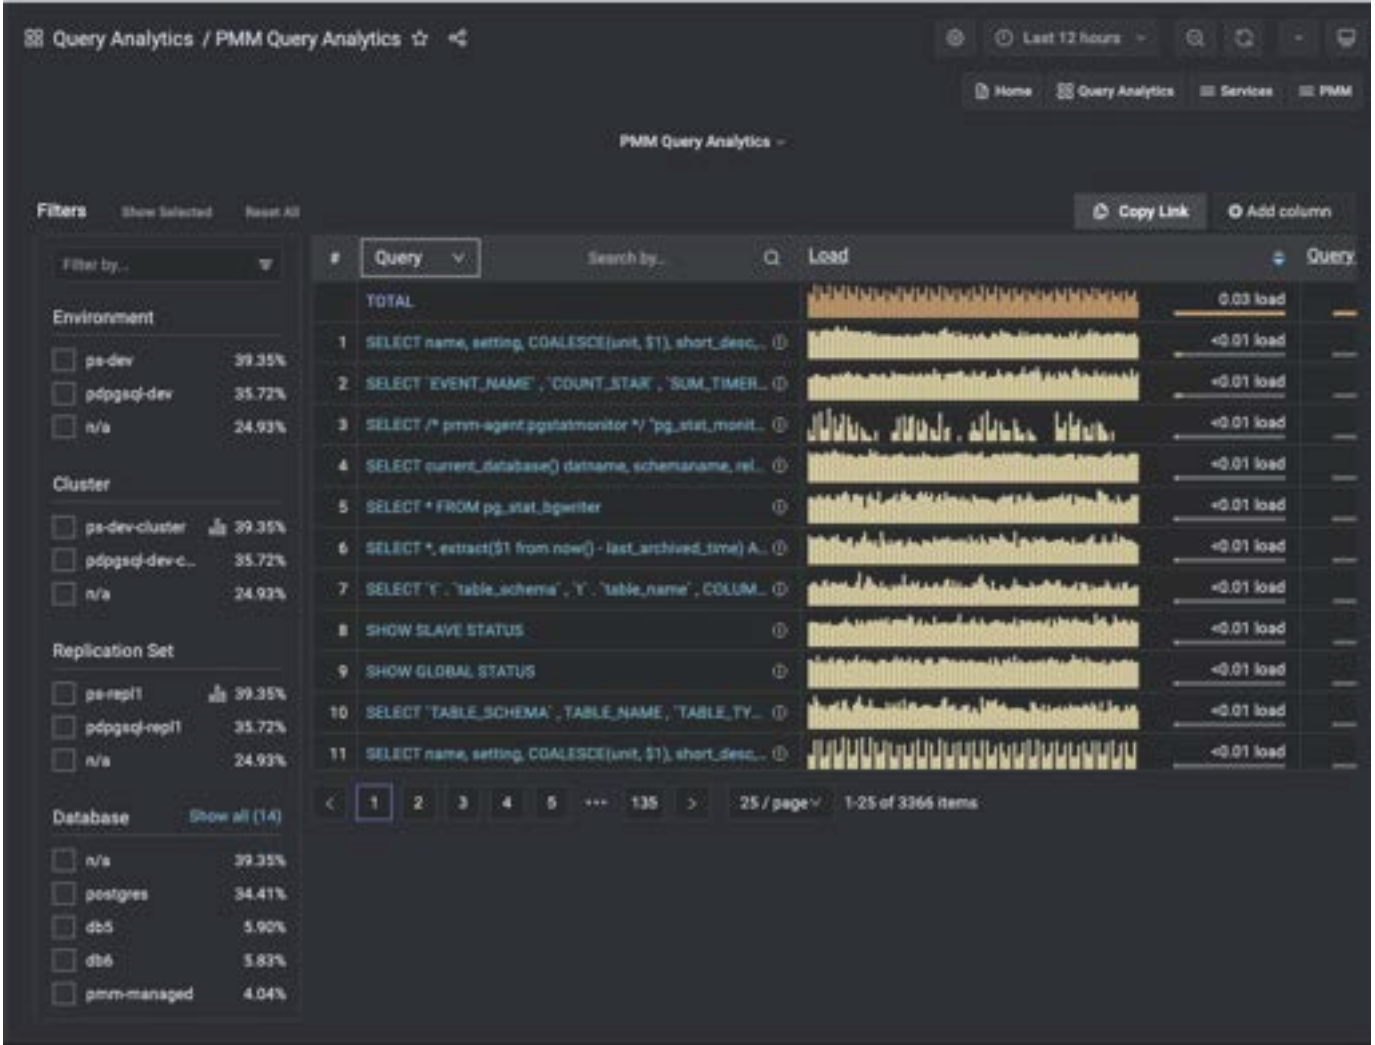 Query Analytics / PMM Query Analytics
Last 12 hours
Home
Query Analytics
Services
PMM
PMM Query Analytics
Filters
Show Selected
Reset All
Copy Link
Add column
Filter by...
# Query Search by... Load Query
Environment
ps-dev 39.35%
pdpgsql-dev 35.72%
n/a 24.93%
Cluster
ps-dev-cluster 39.35%
pdpgsql-dev-c... 35.72%
n/a 24.93%
Replication Set
ps-repl1 39.35%
pdpgsql-repl1 35.72%
n/a 24.93%
Database Show all (14)
n/a 39.35%
postgres 34.41%
db5 5.90%
db6 5.83%
pmm-managed 4.04%
TOTAL 0.03 load
1 SELECT name, setting, COALESCE(unit, $1), short_desc,... <0.01 load
2 SELECT `EVENT_NAME` , `COUNT_STAR` , `SUM_TIMER... <0.01 load
3 SELECT /* pmm-agent:pgstatmonitor */ "pg_stat_monit... <0.01 load
4 SELECT current_database() datname, schemaname, rel... <0.01 load
5 SELECT * FROM pg_stat_bgwriter <0.01 load
6 SELECT *, extract($1 from now() - last_archived_time) A... <0.01 load
7 SELECT `t` . `table_schema` , `t` . `table_name` , COLUM... <0.01 load
8 SHOW SLAVE STATUS <0.01 load
9 SHOW GLOBAL STATUS <0.01 load
10 SELECT `TABLE_SCHEMA` , `TABLE_NAME` , `TABLE_TY... <0.01 load
11 SELECT name, setting, COALESCE(unit, $1), short_desc,... <0.01 load
1 2 3 4 5 ••• 135 25 / page 1-25 of 3366 items